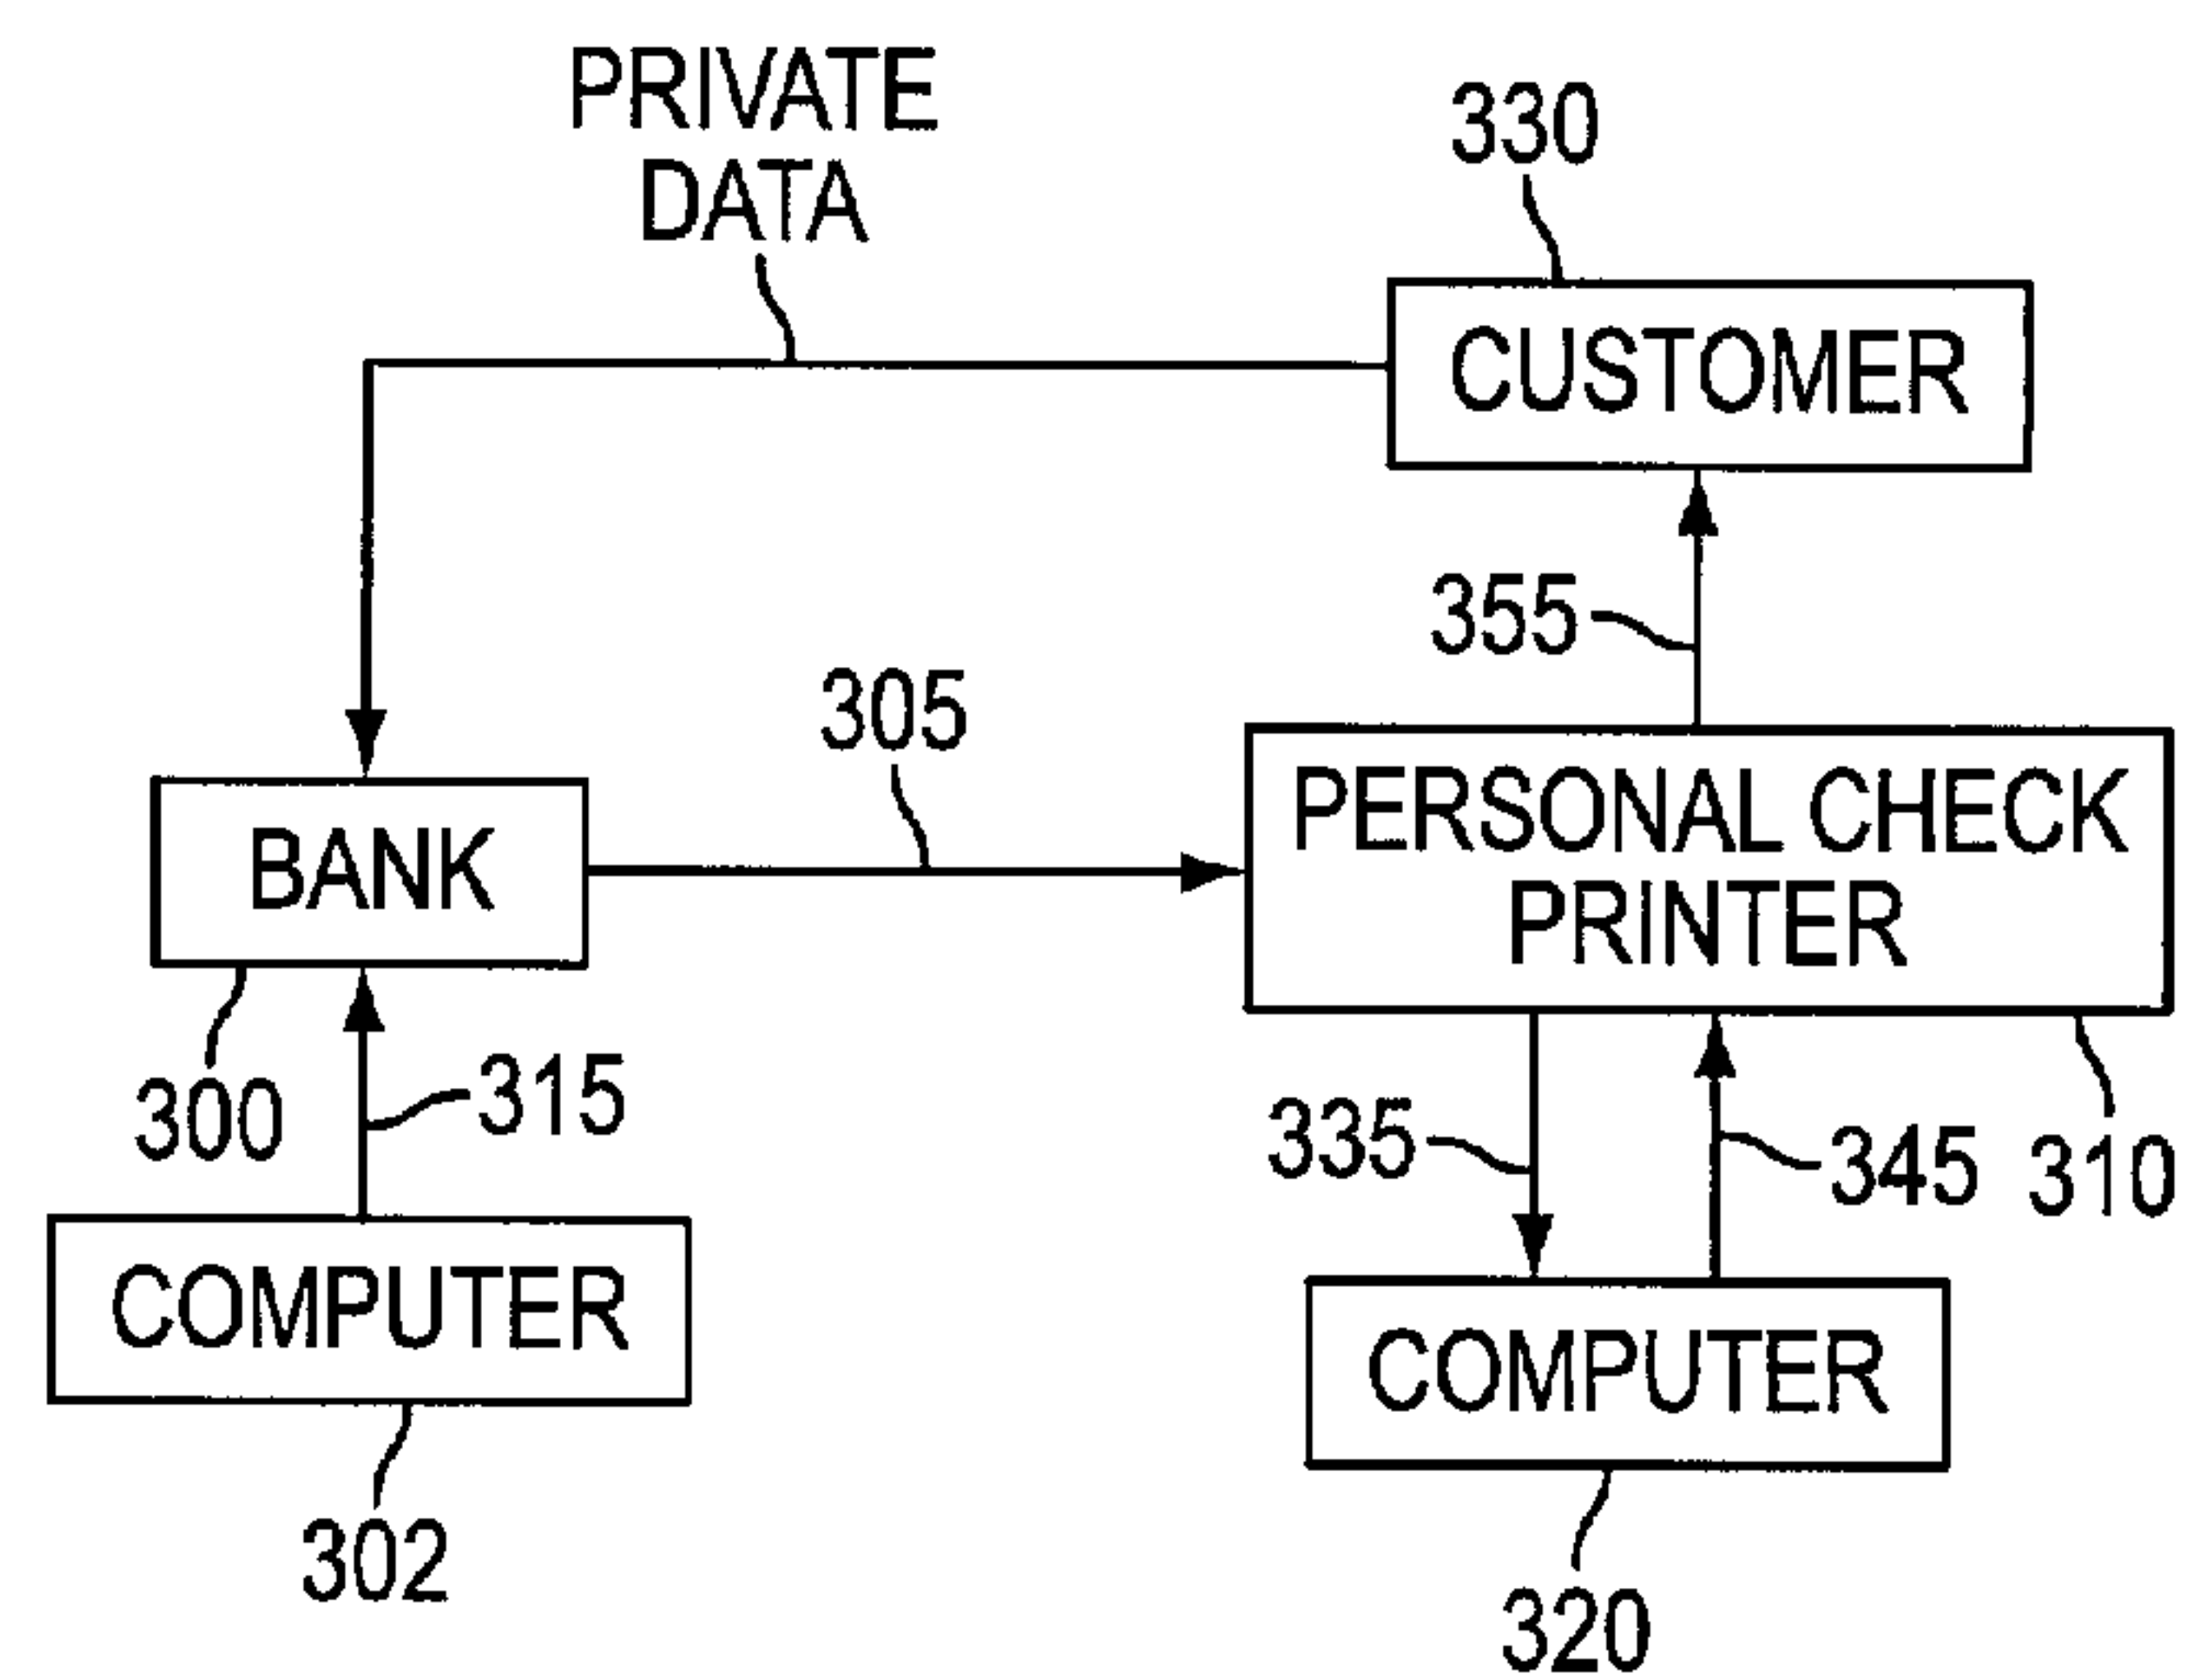 PRIVATE
DATA
330
CUSTOMER
355
305
PERSONAL CHECK
PRINTER
BANK
300
315
335
345
310
COMPUTER
COMPUTER
302
320